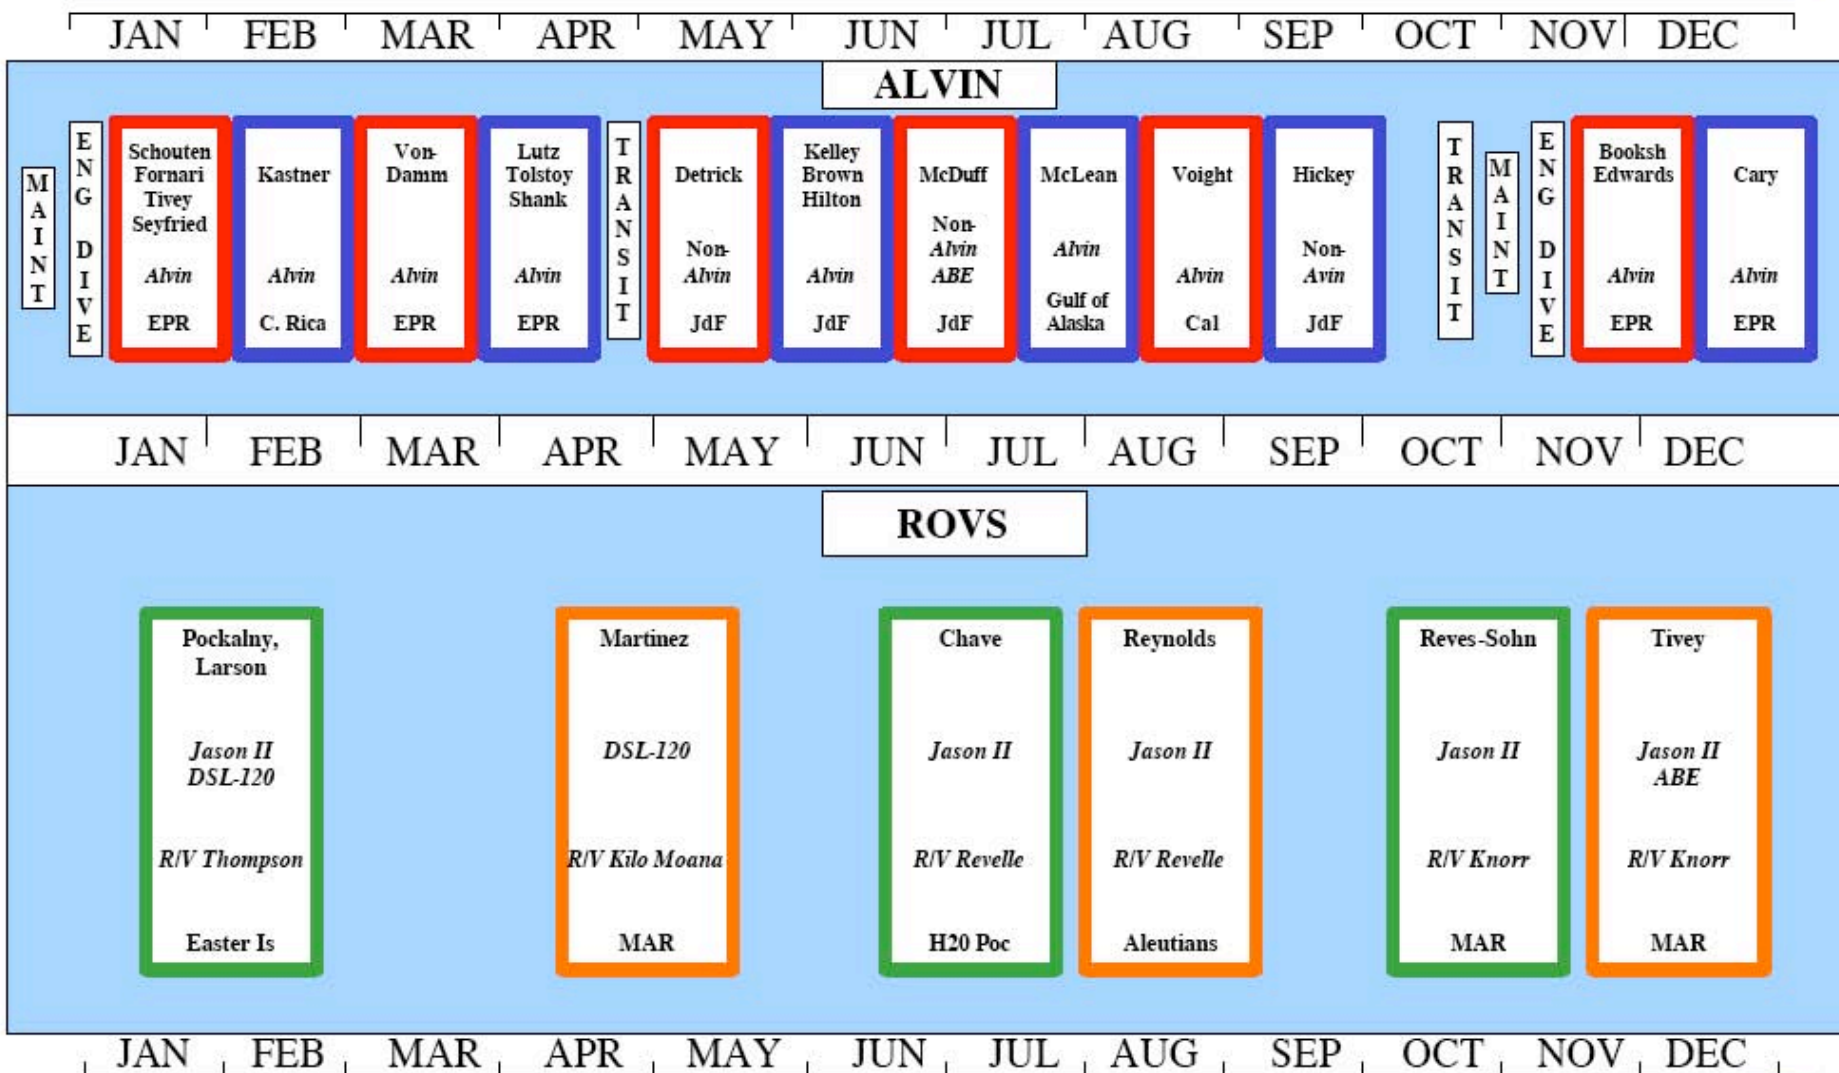 JAN FEB MAR APR MAY JUN JUL AUG SEP OCT NOV DEC
ALVIN
MAINT
ENG DIVE
Schouten
Fornari
Tivey
Seyfried
Alvin
EPR
Kastner
Alvin
C. Rica
Von-
Damm
Alvin
EPR
Lutz
Tolstoy
Shank
Alvin
EPR
TRANSIT
Detrick
Non-
Alvin
JdF
Kelley
Brown
Hilton
Alvin
JdF
McDuff
Non-
Alvin
ABE
JdF
McLean
Alvin
Gulf of
Alaska
Voight
Alvin
Cal
Hickey
Non-
Avin
JdF
TRANSIT
MAINT
ENG DIVE
Booksh
Edwards
Alvin
EPR
Cary
Alvin
EPR
JAN FEB MAR APR MAY JUN JUL AUG SEP OCT NOV DEC
ROVS
Pockalny,
Larson
Jason II
DSL-120
R/V Thompson
Easter Is
Martinez
DSL-120
R/V Kilo Moana
MAR
Chave
Jason II
R/V Revelle
H20 Poc
Reynolds
Jason II
R/V Revelle
Aleutians
Reves-Sohn
Jason II
R/V Knorr
MAR
Tivey
Jason II
ABE
R/V Knorr
MAR
JAN FEB MAR APR MAY JUN JUL AUG SEP OCT NOV DEC